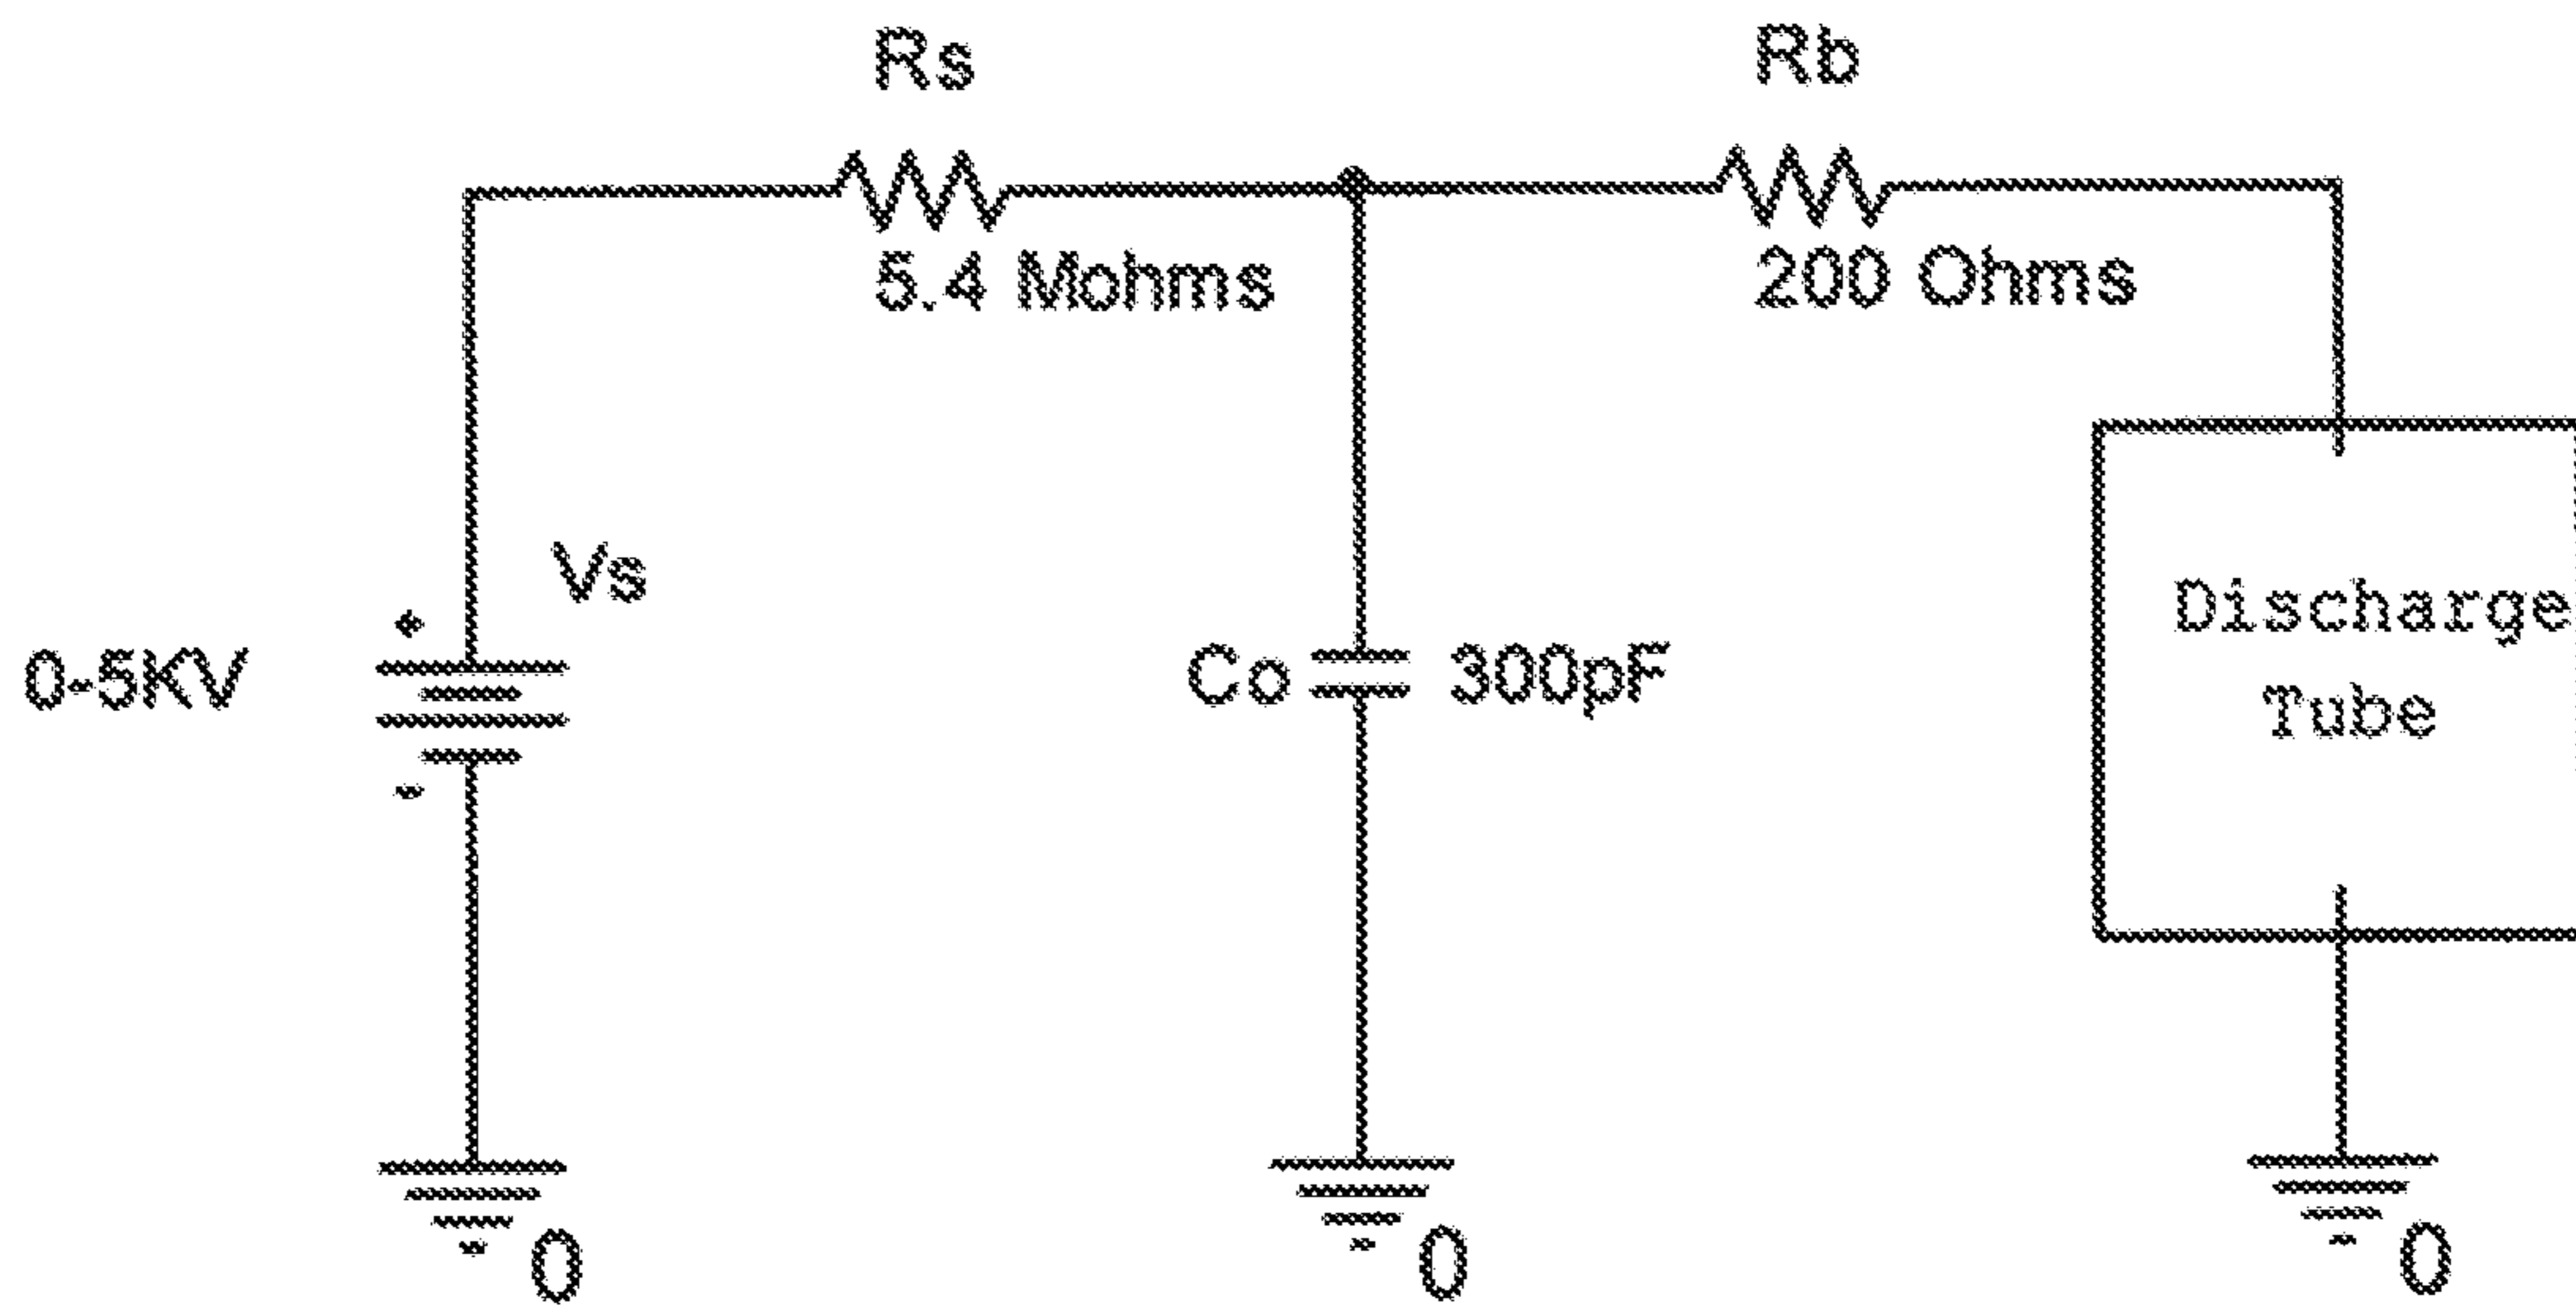 Rs
Rb
5.4 Mohms
200 Ohms
Vs
+
0-5KV
-
Co
300pF
Discharge
Tube
0
0
0